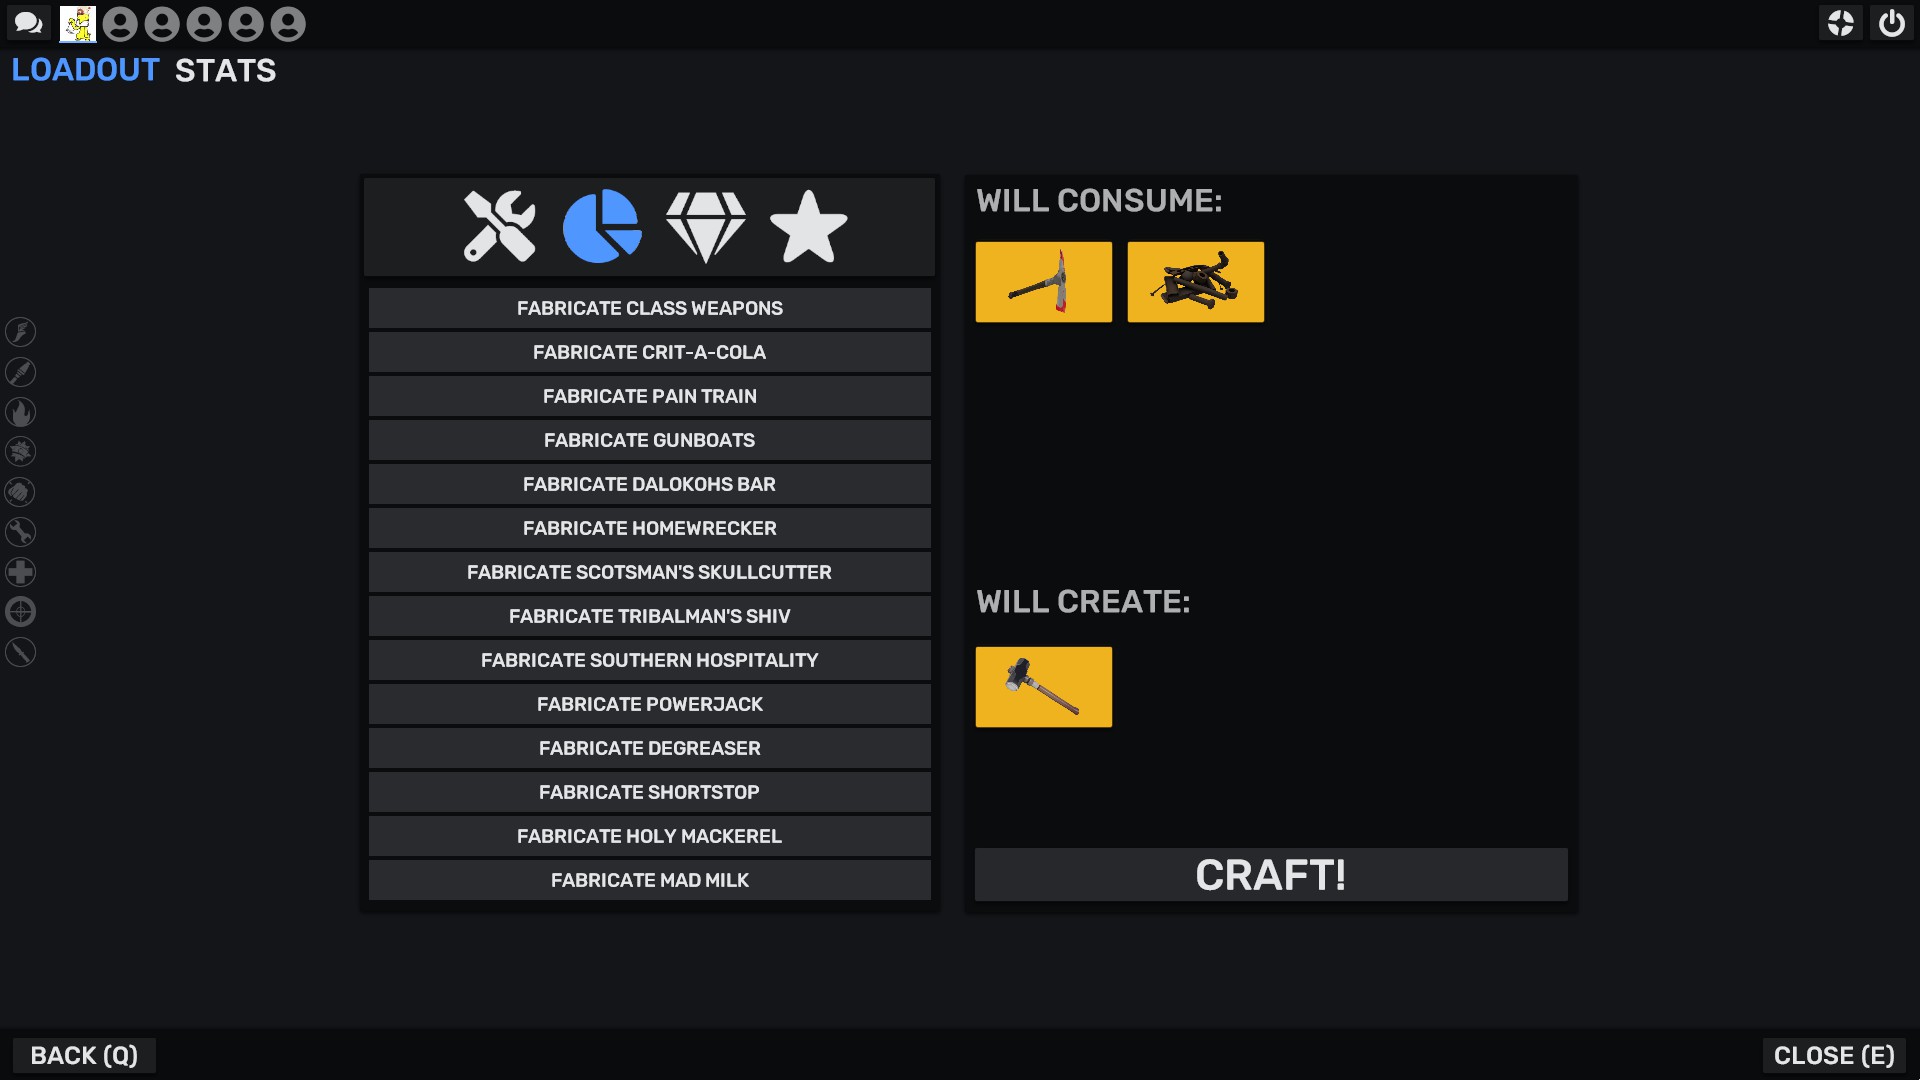 LOADOUT STATS
FABRICATE CLASS WEAPONS
FABRICATE CRIT-A-COLA
FABRICATE PAIN TRAIN
FABRICATE GUNBOATS
FABRICATE DALOKOHS BAR
FABRICATE HOMEWRECKER
FABRICATE SCOTSMAN'S SKULLCUTTER
FABRICATE TRIBALMAN'S SHIV
FABRICATE SOUTHERN HOSPITALITY
FABRICATE POWERJACK
FABRICATE DEGREASER
FABRICATE SHORTSTOP
FABRICATE HOLY MACKEREL
FABRICATE MAD MILK
WILL CONSUME:
WILL CREATE:
CRAFT!
BACK (Q)
CLOSE (E)